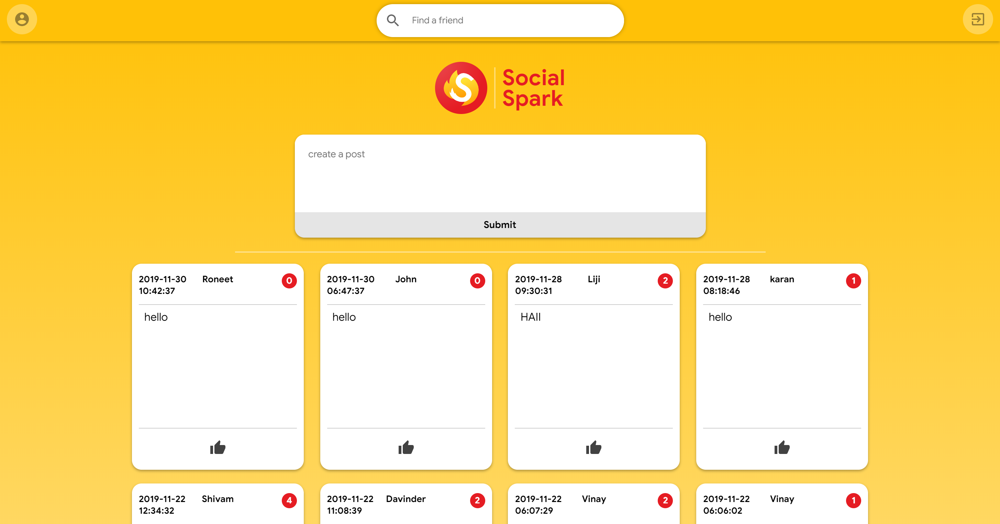 Find a friend
Social
Spark
create a post
Submit
2019-11-30 Roneet 0
10:42:37
hello
2019-11-30 John 0
06:47:37
hello
2019-11-28 Liji 2
09:30:31
HAII
2019-11-28 karan 1
08:18:46
hello
2019-11-22 Shivam 4
12:34:32
2019-11-22 Davinder 2
11:08:39
2019-11-22 Vinay 2
06:07:29
2019-11-22 Vinay 1
06:06:02